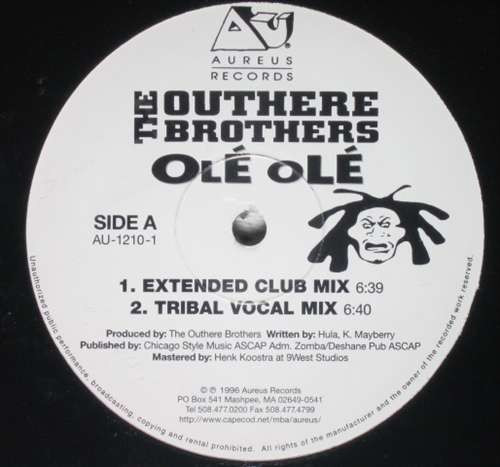 AU
AUREUS
RECORDS
THE OUTHERE
BROTHERS
OLÉ OLÉ
SIDE A
AU-1210-1
1. EXTENDED CLUB MIX 6:39
2. TRIBAL VOCAL MIX 6:40
Produced by: The Outhere Brothers Written by: Hula, K. Mayberry
Published by: Chicago Style Music ASCAP Adm. Zomba/Deshane Pub ASCAP
Mastered by: Henk Koostra at 9West Studios
© ℗ 1996 Aureus Records
PO Box 541 Mashpee, MA 02649-0541
Tel 508.477.0200 Fax 508.477.4799
http://www.capecod.net/mba/aureus/
Unauthorized public performance, broadcasting, copying and rental prohibited. All rights of the manufacturer and the owner of the recorded work reserved.